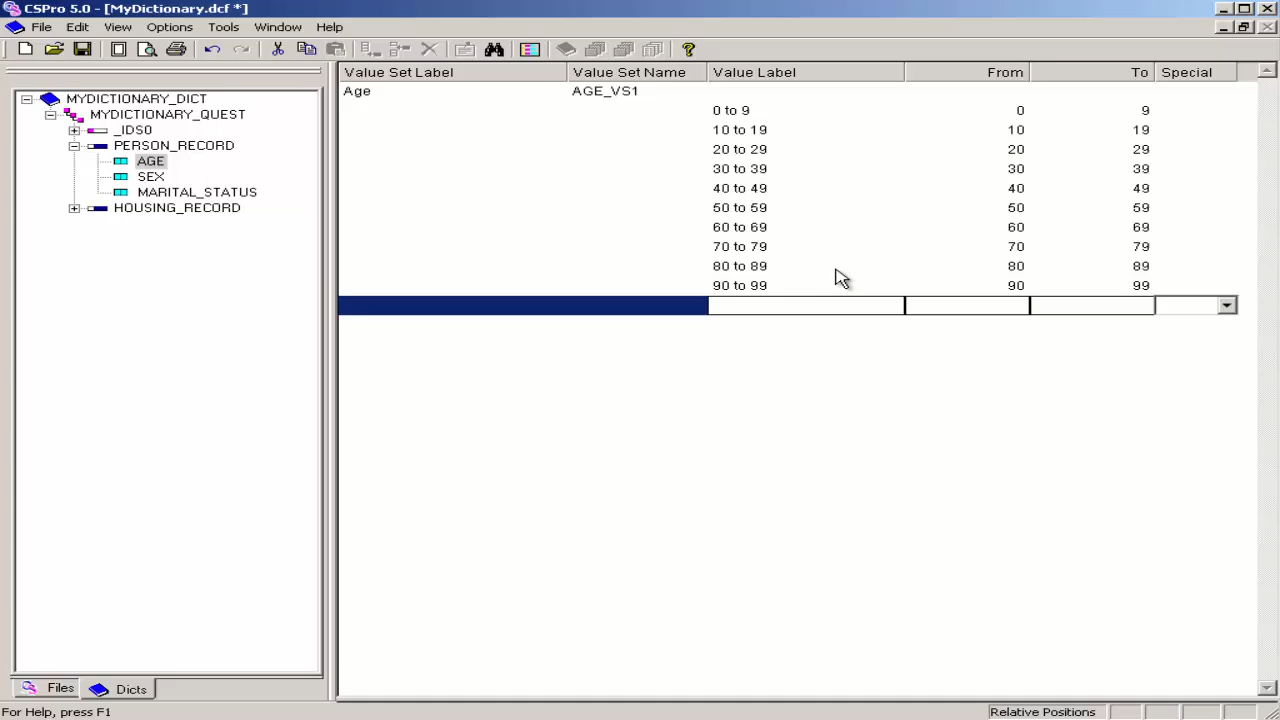 CSPro 5.0 - [MyDictionary.dcf *]
File Edit View Options Tools Window Help
Value Set Label Value Set Name Value Label From To Special
MYDICTIONARY_DICT
MYDICTIONARY_QUEST
_IDS0
PERSON_RECORD
AGE
SEX
MARITAL_STATUS
HOUSING_RECORD
Age AGE_VS1
0 to 9 0 9
10 to 19 10 19
20 to 29 20 29
30 to 39 30 39
40 to 49 40 49
50 to 59 50 59
60 to 69 60 69
70 to 79 70 79
80 to 89 80 89
90 to 99 90 99
Files Dicts
For Help, press F1 Relative Positions